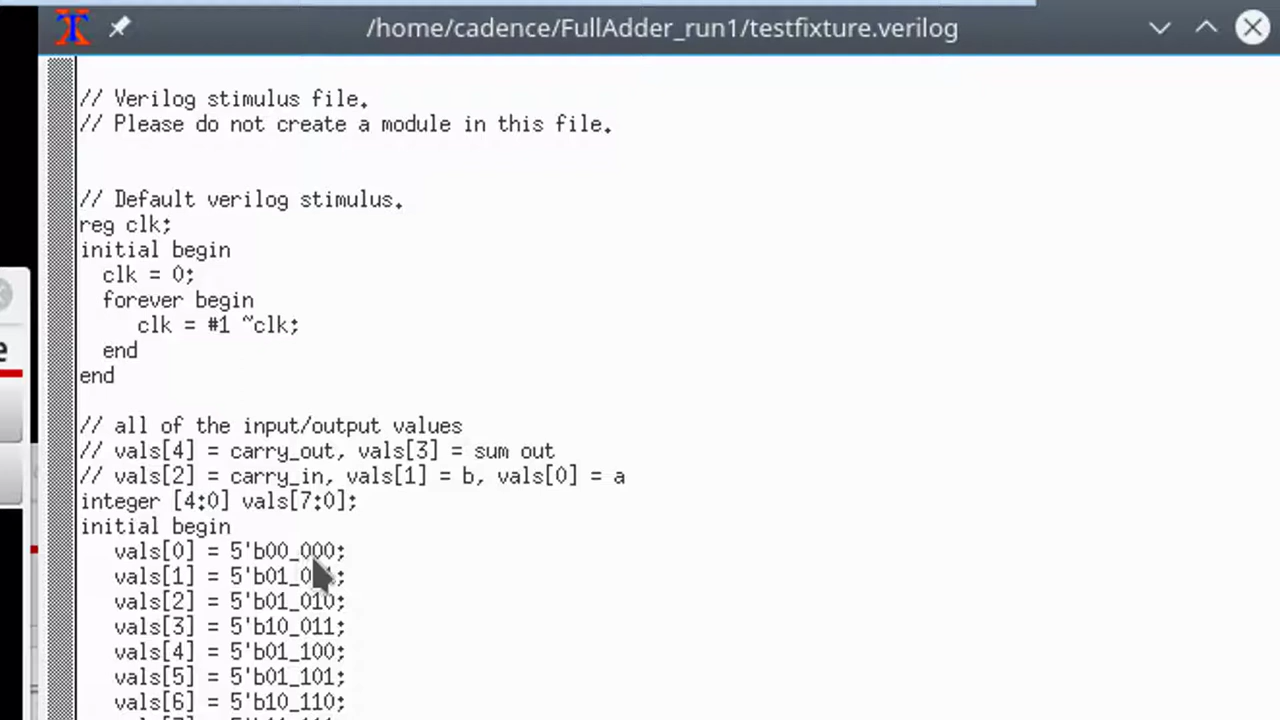 /home/cadence/FullAdder_run1/testfixture.verilog
// Verilog stimulus file.
// Please do not create a module in this file.
// Default verilog stimulus.
reg clk;
initial begin
clk = 0;
forever begin
clk = #1 ~clk;
end
end
// all of the input/output values
// vals[4] = carry_out, vals[3] = sum out
// vals[2] = carry_in, vals[1] = b, vals[0] = a
integer [4:0] vals[7:0];
initial begin
vals[0] = 5'b00_000;
vals[1] =
vals[2] = 5'b01_010;
vals[3] = 5'b10_011;
vals[4] = 5'b01_100;
vals[5] = 5'b01_101;
vals[6] = 5'b10_110;